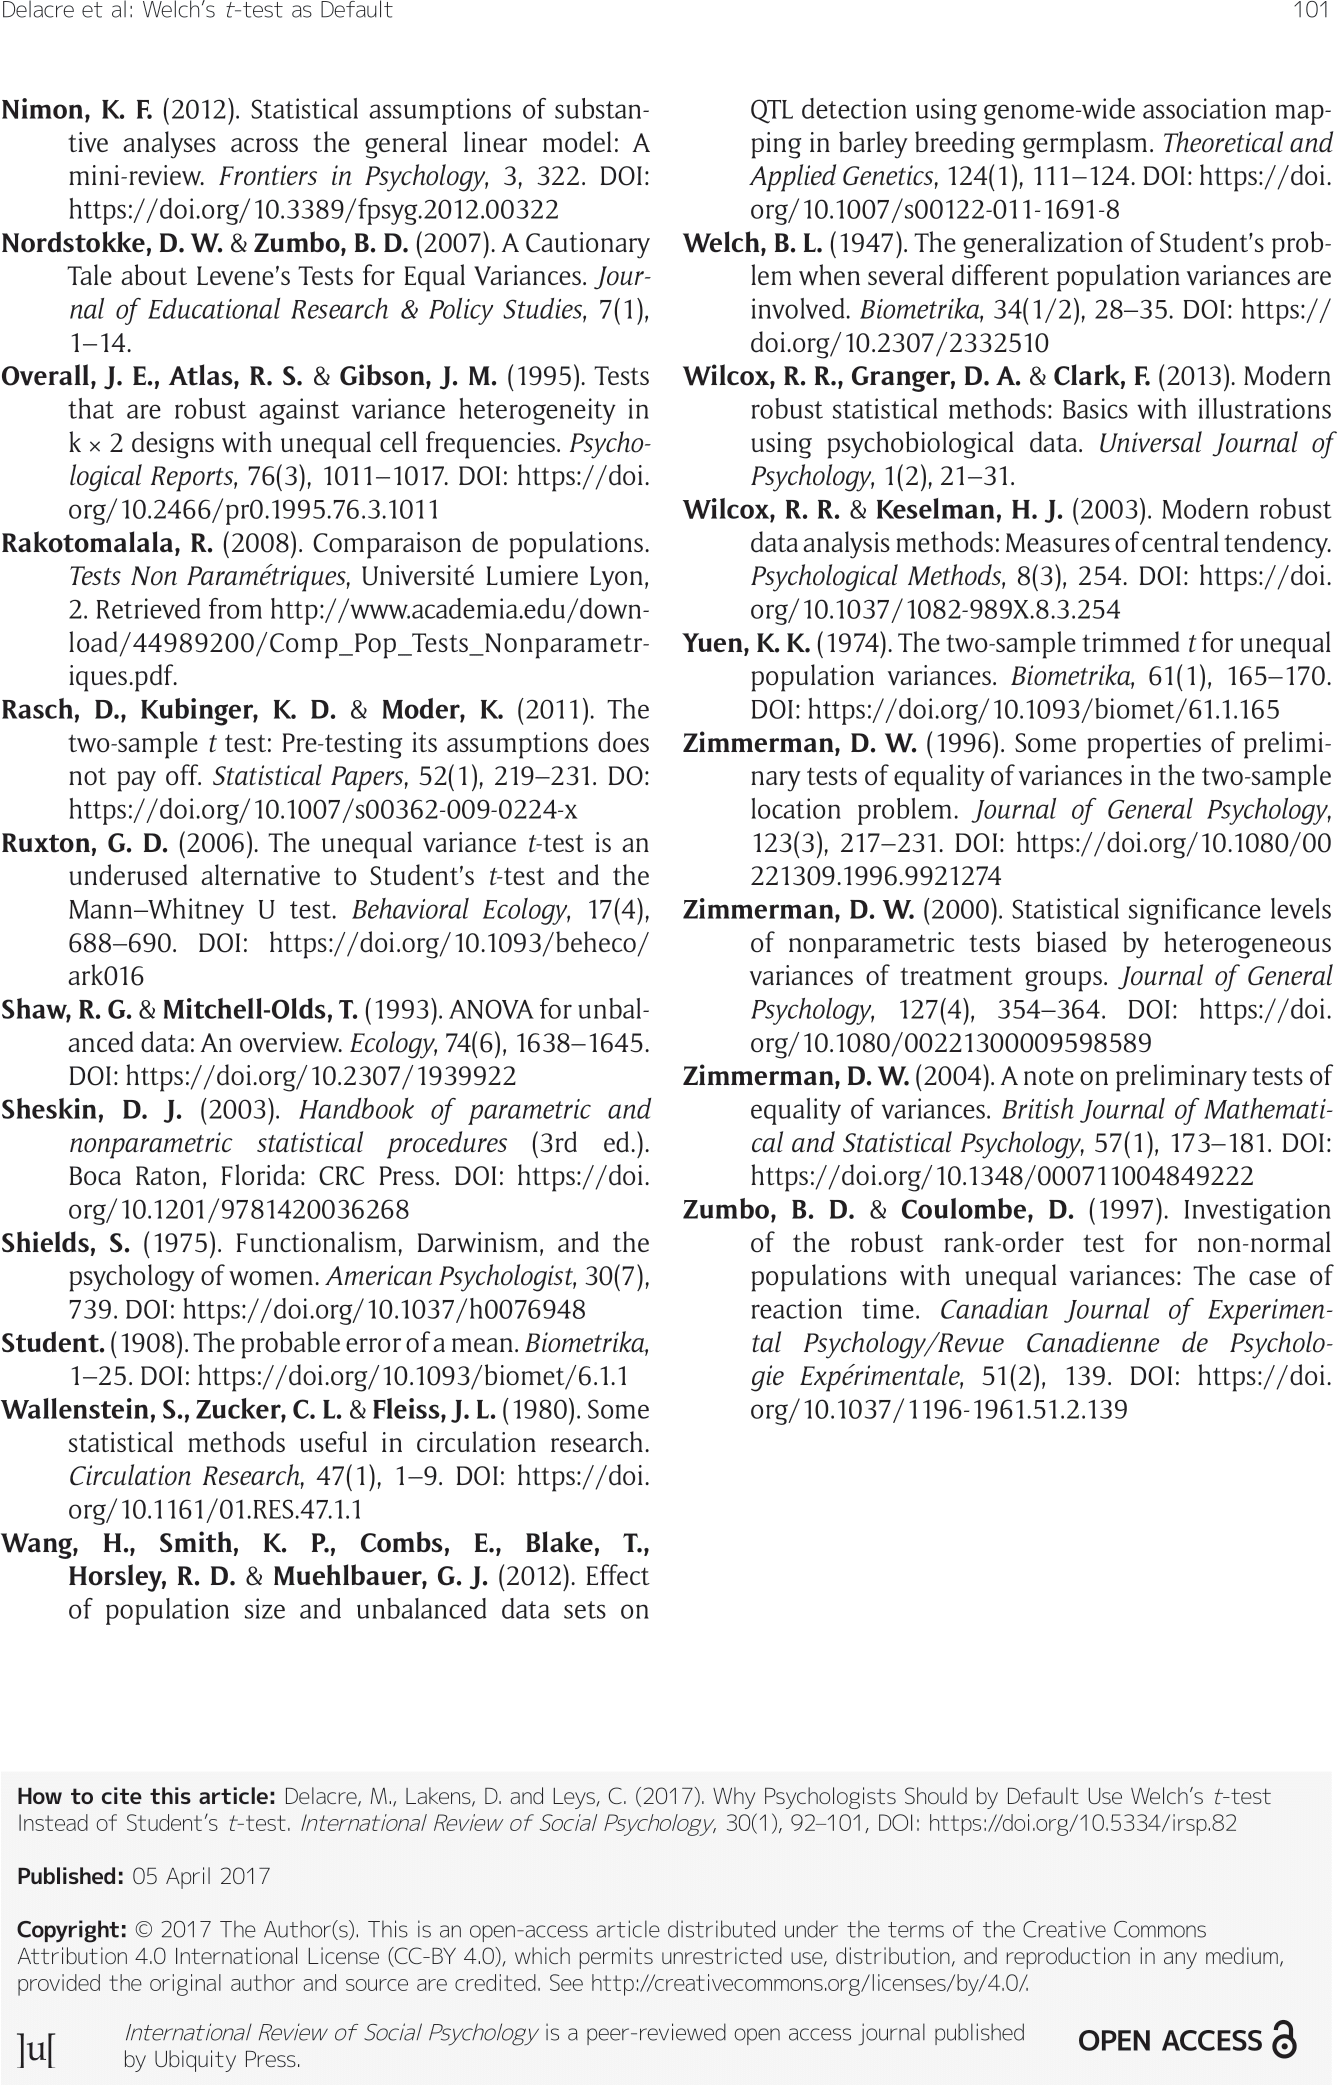 Delacre et al: Welch’s t-test as Default
101
Nimon, K. F. (2012). Statistical assumptions of substan-
tive analyses across the general linear model: A
mini-review. Frontiers in Psychology, 3, 322. DOI:
https://doi.org/10.3389/fpsyg.2012.00322
Nordstokke, D. W. & Zumbo, B. D. (2007). A Cautionary
Tale about Levene’s Tests for Equal Variances. Jour-
nal of Educational Research & Policy Studies, 7(1),
1–14.
Overall, J. E., Atlas, R. S. & Gibson, J. M. (1995). Tests
that are robust against variance heterogeneity in
k × 2 designs with unequal cell frequencies. Psycho-
logical Reports, 76(3), 1011–1017. DOI: https://doi.
org/10.2466/pr0.1995.76.3.1011
Rakotomalala, R. (2008). Comparaison de populations.
Tests Non Paramétriques, Université Lumiere Lyon,
2. Retrieved from http://www.academia.edu/down-
load/44989200/Comp_Pop_Tests_Nonparametr-
iques.pdf.
Rasch, D., Kubinger, K. D. & Moder, K. (2011). The
two-sample t test: Pre-testing its assumptions does
not pay off. Statistical Papers, 52(1), 219–231. DO:
https://doi.org/10.1007/s00362-009-0224-x
Ruxton, G. D. (2006). The unequal variance t-test is an
underused alternative to Student’s t-test and the
Mann–Whitney U test. Behavioral Ecology, 17(4),
688–690. DOI: https://doi.org/10.1093/beheco/
ark016
Shaw, R. G. & Mitchell-Olds, T. (1993). ANOVA for unbal-
anced data: An overview. Ecology, 74(6), 1638–1645.
DOI: https://doi.org/10.2307/1939922
Sheskin, D. J. (2003). Handbook of parametric and
nonparametric statistical procedures (3rd ed.).
Boca Raton, Florida: CRC Press. DOI: https://doi.
org/10.1201/9781420036268
Shields, S. (1975). Functionalism, Darwinism, and the
psychology of women. American Psychologist, 30(7),
739. DOI: https://doi.org/10.1037/h0076948
Student. (1908). The probable error of a mean. Biometrika,
1–25. DOI: https://doi.org/10.1093/biomet/6.1.1
Wallenstein, S., Zucker, C. L. & Fleiss, J. L. (1980). Some
statistical methods useful in circulation research.
Circulation Research, 47(1), 1–9. DOI: https://doi.
org/10.1161/01.RES.47.1.1
Wang, H., Smith, K. P., Combs, E., Blake, T.,
Horsley, R. D. & Muehlbauer, G. J. (2012). Effect
of population size and unbalanced data sets on
QTL detection using genome-wide association map-
ping in barley breeding germplasm. Theoretical and
Applied Genetics, 124(1), 111–124. DOI: https://doi.
org/10.1007/s00122-011-1691-8
Welch, B. L. (1947). The generalization of Student’s prob-
lem when several different population variances are
involved. Biometrika, 34(1/2), 28–35. DOI: https://
doi.org/10.2307/2332510
Wilcox, R. R., Granger, D. A. & Clark, F. (2013). Modern
robust statistical methods: Basics with illustrations
using psychobiological data. Universal Journal of
Psychology, 1(2), 21–31.
Wilcox, R. R. & Keselman, H. J. (2003). Modern robust
data analysis methods: Measures of central tendency.
Psychological Methods, 8(3), 254. DOI: https://doi.
org/10.1037/1082-989X.8.3.254
Yuen, K. K. (1974). The two-sample trimmed t for unequal
population variances. Biometrika, 61(1), 165–170.
DOI: https://doi.org/10.1093/biomet/61.1.165
Zimmerman, D. W. (1996). Some properties of prelimi-
nary tests of equality of variances in the two-sample
location problem. Journal of General Psychology,
123(3), 217–231. DOI: https://doi.org/10.1080/00
221309.1996.9921274
Zimmerman, D. W. (2000). Statistical significance levels
of nonparametric tests biased by heterogeneous
variances of treatment groups. Journal of General
Psychology, 127(4), 354–364. DOI: https://doi.
org/10.1080/00221300009598589
Zimmerman, D. W. (2004). A note on preliminary tests of
equality of variances. British Journal of Mathemati-
cal and Statistical Psychology, 57(1), 173–181. DOI:
https://doi.org/10.1348/000711004849222
Zumbo, B. D. & Coulombe, D. (1997). Investigation
of the robust rank-order test for non-normal
populations with unequal variances: The case of
reaction time. Canadian Journal of Experimen-
tal Psychology/Revue Canadienne de Psycholo-
gie Expérimentale, 51(2), 139. DOI: https://doi.
org/10.1037/1196-1961.51.2.139
How to cite this article: Delacre, M., Lakens, D. and Leys, C. (2017). Why Psychologists Should by Default Use Welch’s t-test
Instead of Student’s t-test. International Review of Social Psychology, 30(1), 92–101, DOI: https://doi.org/10.5334/irsp.82
Published: 05 April 2017
Copyright: © 2017 The Author(s). This is an open-access article distributed under the terms of the Creative Commons
Attribution 4.0 International License (CC-BY 4.0), which permits unrestricted use, distribution, and reproduction in any medium,
provided the original author and source are credited. See http://creativecommons.org/licenses/by/4.0/.
]u[
International Review of Social Psychology is a peer-reviewed open access journal published
by Ubiquity Press.
OPEN ACCESS